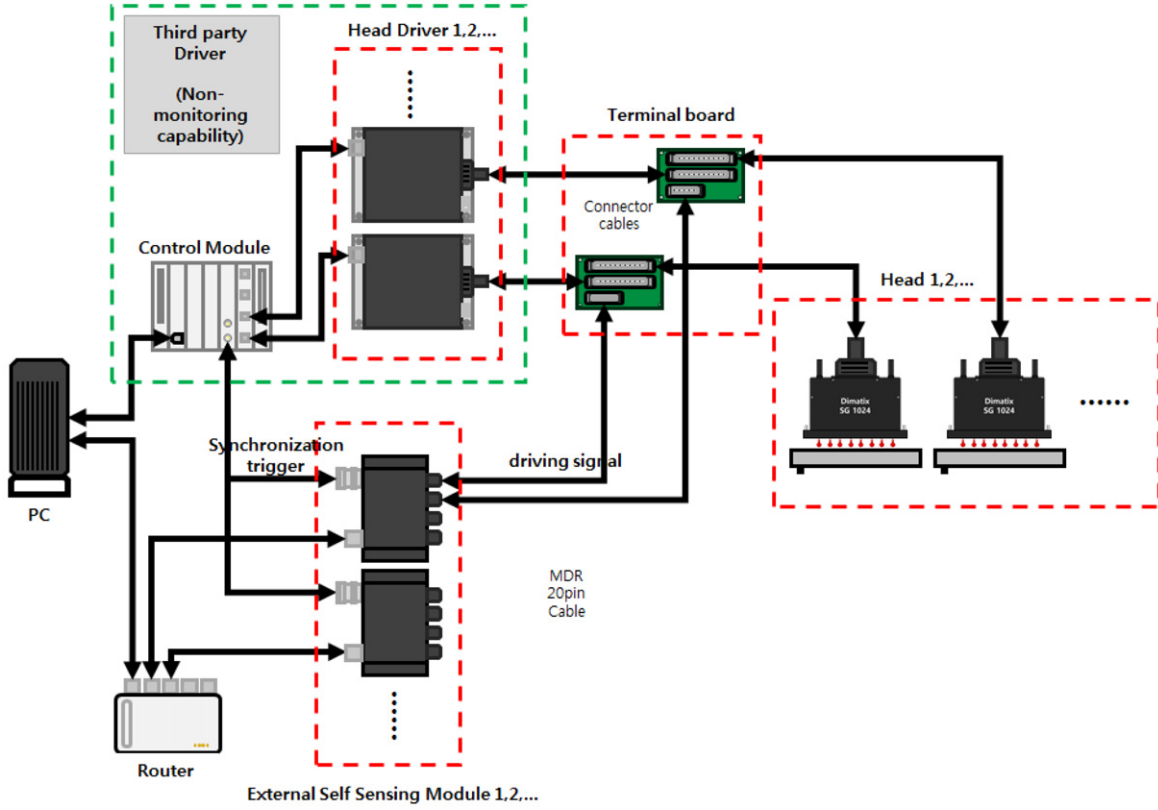 Third party
Driver
(Non-
monitoring
capability)
Head Driver 1,2,...
Terminal board
Connector
cables
Control Module
Head 1,2,...
Dimatix
SG 1024
Dimatix
SG 1024
Synchronization
trigger
driving signal
PC
MDR
20pin
Cable
Router
External Self Sensing Module 1,2,...